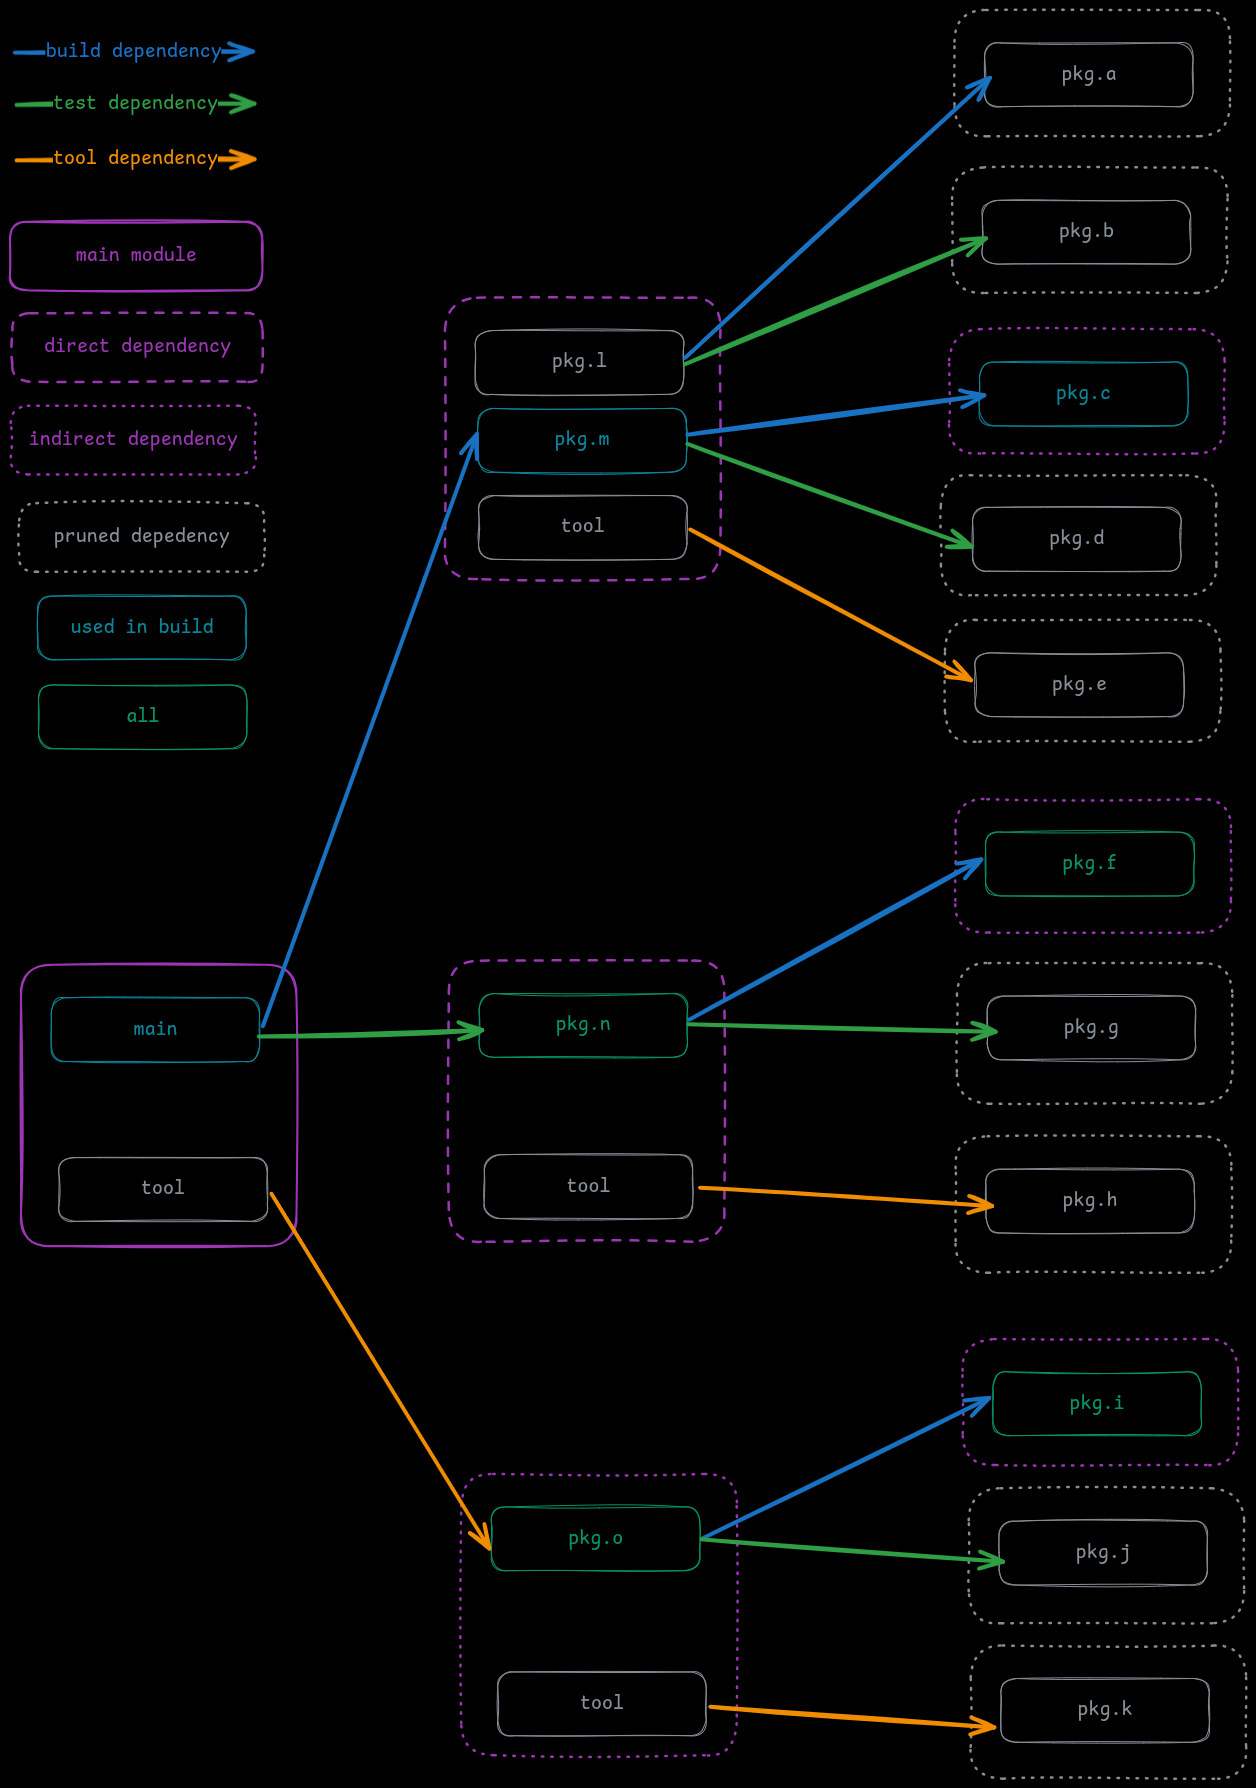 build dependency
test dependency
tool dependency
main module
direct dependency
indirect dependency
pruned depedency
used in build
all
main
tool
pkg.l
pkg.m
tool
pkg.n
tool
pkg.o
tool
pkg.a
pkg.b
pkg.c
pkg.d
pkg.e
pkg.f
pkg.g
pkg.h
pkg.i
pkg.j
pkg.k